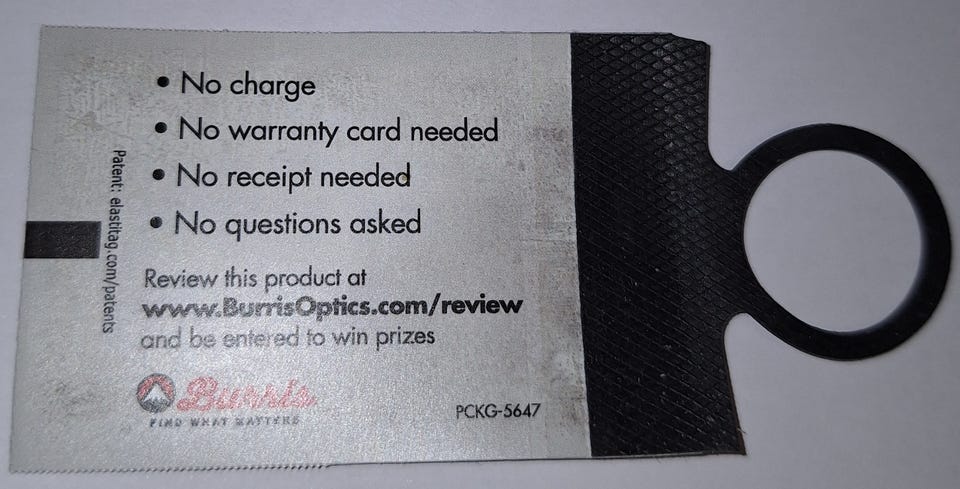 • No charge
• No warranty card needed
• No receipt needed
• No questions asked
Review this product at
www.BurrisOptics.com/review
and be entered to win prizes
Burris
FIND WHAT MATTERS
PCKG-5647
Patent: elastitag.com/patents